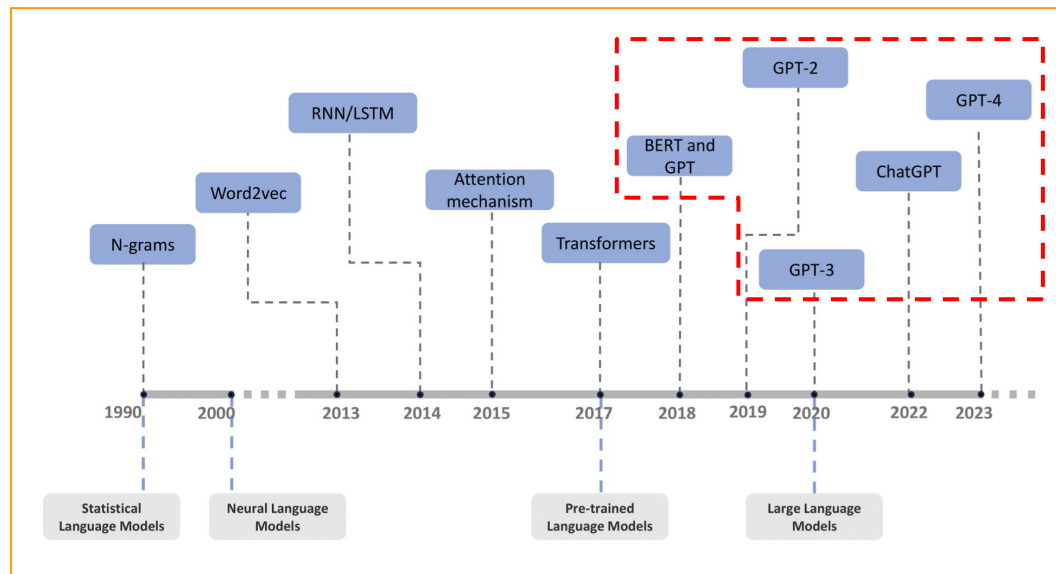 GPT-2
GPT-4
RNN/LSTM
BERT and
GPT
ChatGPT
Attention
mechanism
Word2vec
N-grams
Transformers
GPT-3
1990
2000
2013
2014
2015
2017
2018
2019
2020
2022
2023
Statistical
Language Models
Neural Language
Models
Pre-trained
Language Models
Large Language
Models